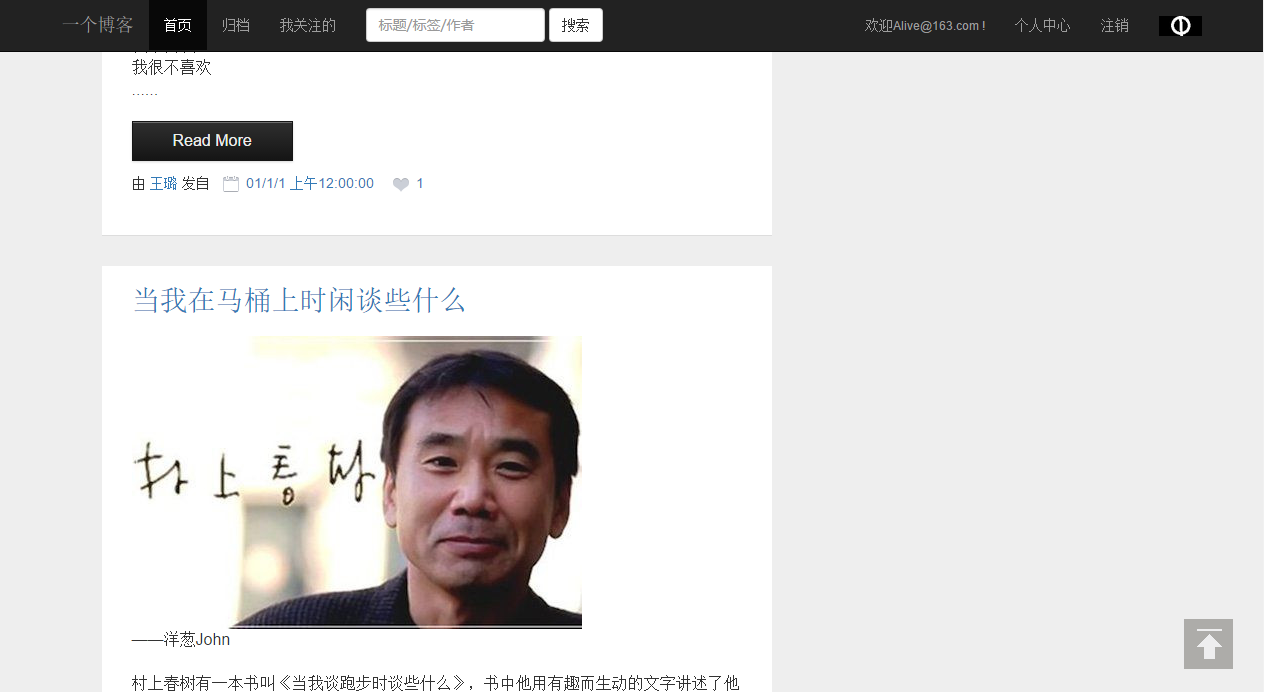 一个博客 首页 归档 我关注的 标题/标签/作者 搜索 欢迎Alive@163.com ! 个人中心 注销
我很不喜欢
……
Read More
由 王璐 发自 01/1/1 上午12:00:00 1
当我在马桶上时闲谈些什么
村上春树
——洋葱John
村上春树有一本书叫《当我谈跑步时谈些什么》，书中他用有趣而生动的文字讲述了他